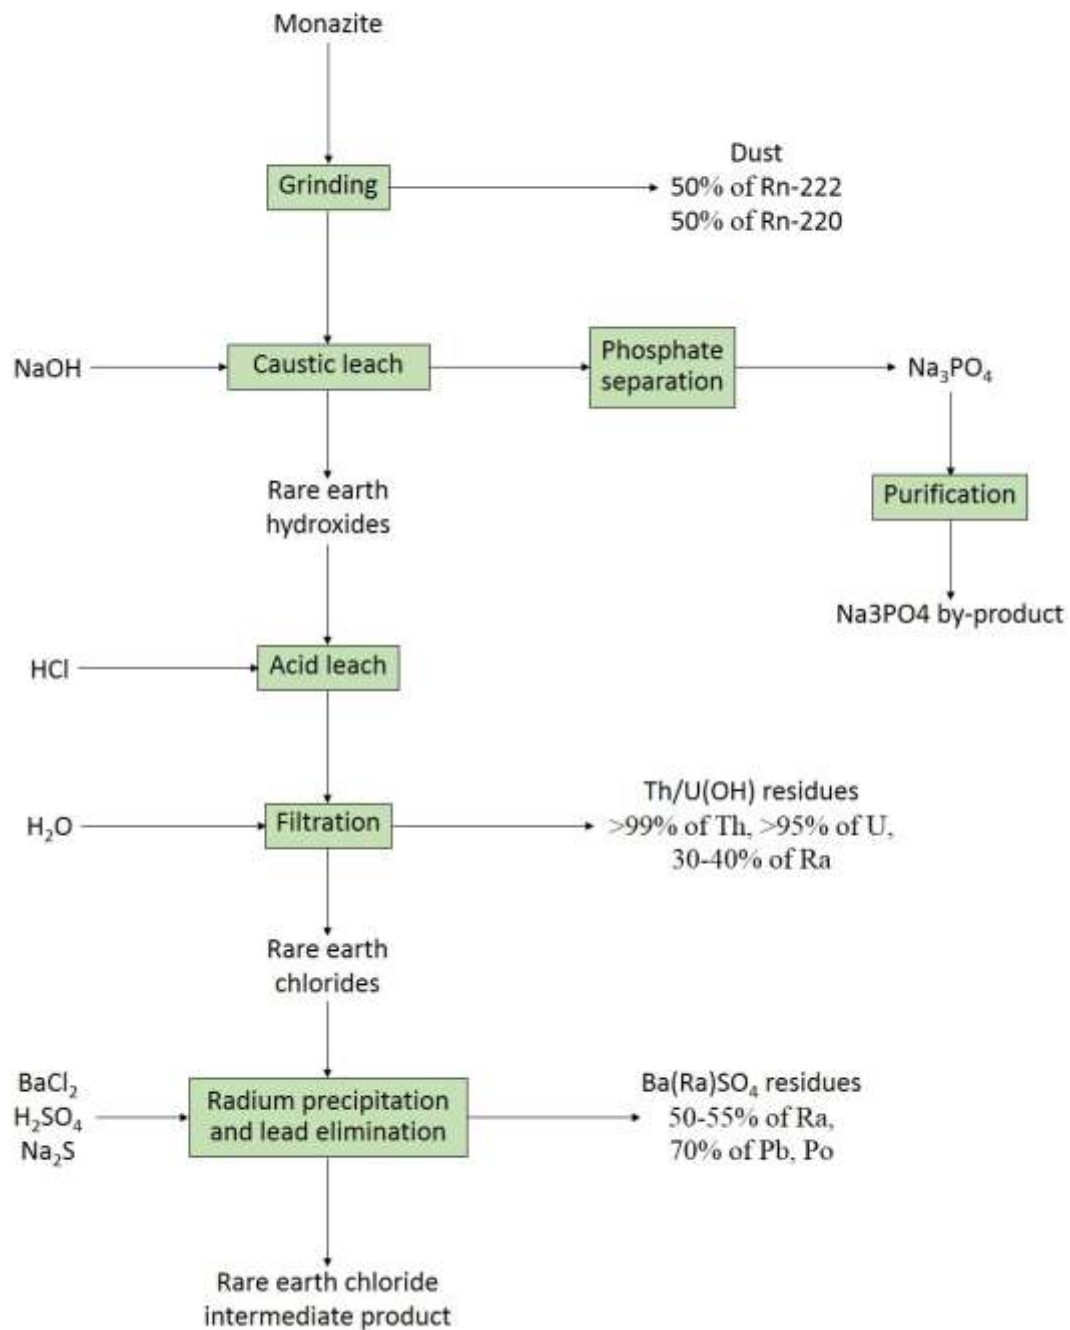 Monazite
Grinding
Dust
50% of Rn-222
50% of Rn-220
NaOH
Caustic leach
Phosphate
separation
Na₃PO₄
Purification
Na3PO4 by-product
Rare earth
hydroxides
HCl
Acid leach
H₂O
Filtration
Th/U(OH) residues
>99% of Th, >95% of U,
30-40% of Ra
Rare earth
chlorides
BaCl₂
H₂SO₄
Na₂S
Radium precipitation
and lead elimination
Ba(Ra)SO₄ residues
50-55% of Ra,
70% of Pb, Po
Rare earth chloride
intermediate product